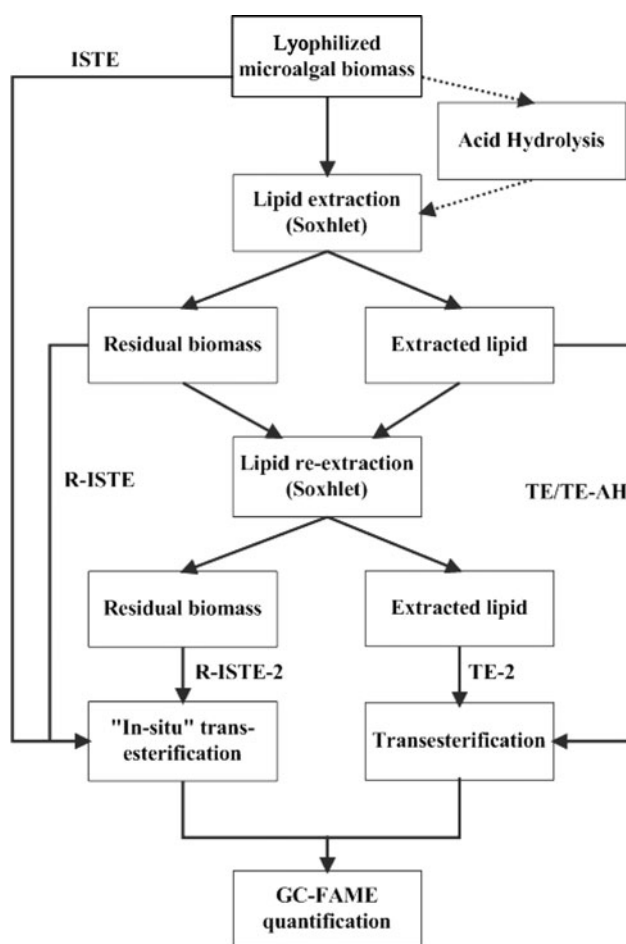 ISTE
Lyophilized
microalgal biomass
Acid Hydrolysis
Lipid extraction
(Soxhlet)
Residual biomass
Extracted lipid
R-ISTE
Lipid re-extraction
(Soxhlet)
TE/TE-AH
Residual biomass
Extracted lipid
R-ISTE-2
TE-2
"In-situ" trans-
esterification
Transesterification
GC-FAME
quantification